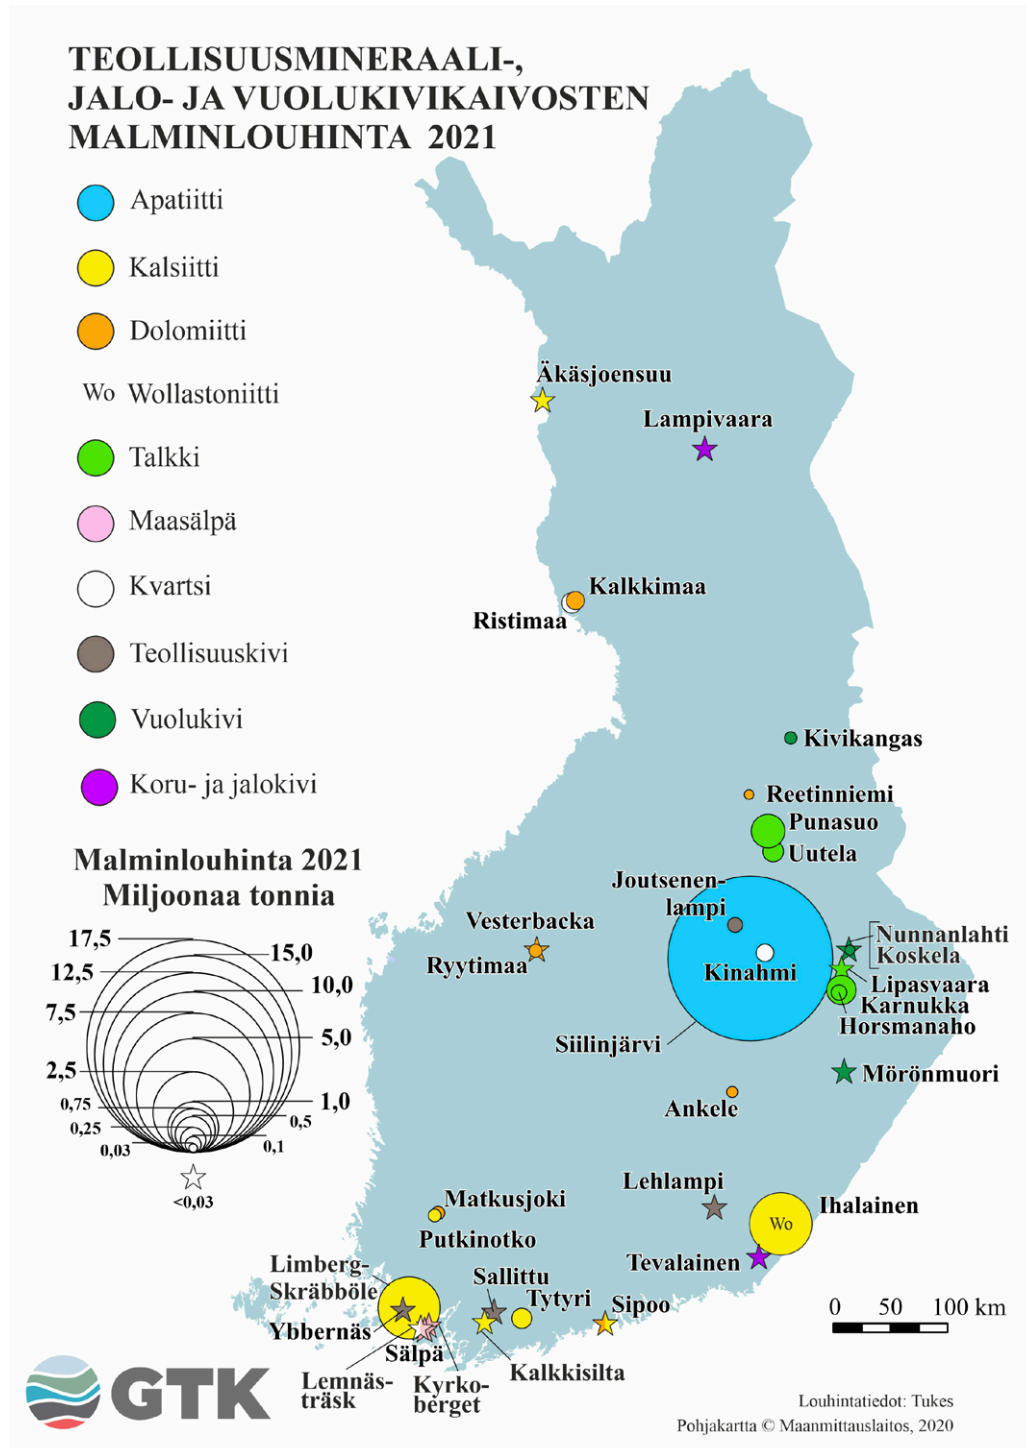 TEOLLISUUSMINERAALI-,
JALO- JA VUOLUKIVIKAIVOSTEN
MALMINLOUHINTA 2021
Apatiitti
Kalsiitti
Dolomiitti
Wo Wollastoniitti
Talkki
Maasälpä
Kvartsi
Teollisuuskivi
Vuolukivi
Koru- ja jalokivi
Malminlouhinta 2021
Miljoonaa tonnia
17,5
15,0
12,5
10,0
7,5
5,0
2,5
1,0
0,75
0,5
0,25
0,1
0,03
<0,03
Äkäsjoensuu
Lampivaara
Kalkkimaa
Ristimaa
Kivikangas
Reetinniemi
Punasuo
Uutela
Joutsenen-
lampi
Vesterbacka
Ryytimaa
Kinahmi
Nunnanlahti
Koskela
Lipasvaara
Karnukka
Horsmanaho
Siilinjärvi
Mörönmuori
Ankele
Lehlampi
Ihalainen
Wo
Tevalainen
Matkusjoki
Putkinotko
Limberg-
Skräbböle
Sallittu
Tytyri
Sipoo
Ybbernäs
Sälpä
Kalkkisilta
Lemnäs-
träsk
Kyrko-
berget
0 50 100 km
GTK
Louhintatiedot: Tukes
Pohjakartta © Maanmittauslaitos, 2020